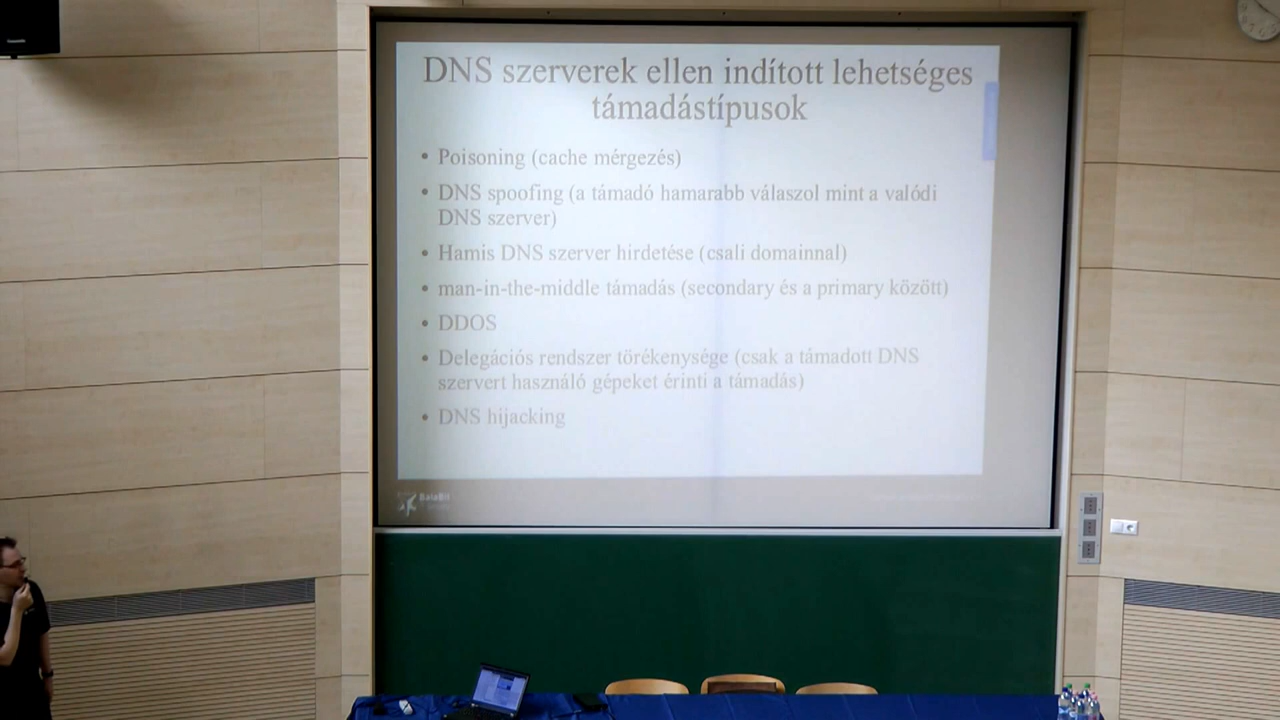 DNS szerverek ellen indított lehetséges
támadástípusok
• Poisoning (cache mérgezés)
• DNS spoofing (a támadó hamarabb válaszol mint a valódi
DNS szerver)
• Hamis DNS szerver hirdetése (csali domainnal)
• man-in-the-middle támadás (secondary és a primary között)
• DDOS
• Delegációs rendszer törékenysége (csak a támadott DNS
szervert használó gépeket érinti a támadás)
• DNS hijacking
BalaBit